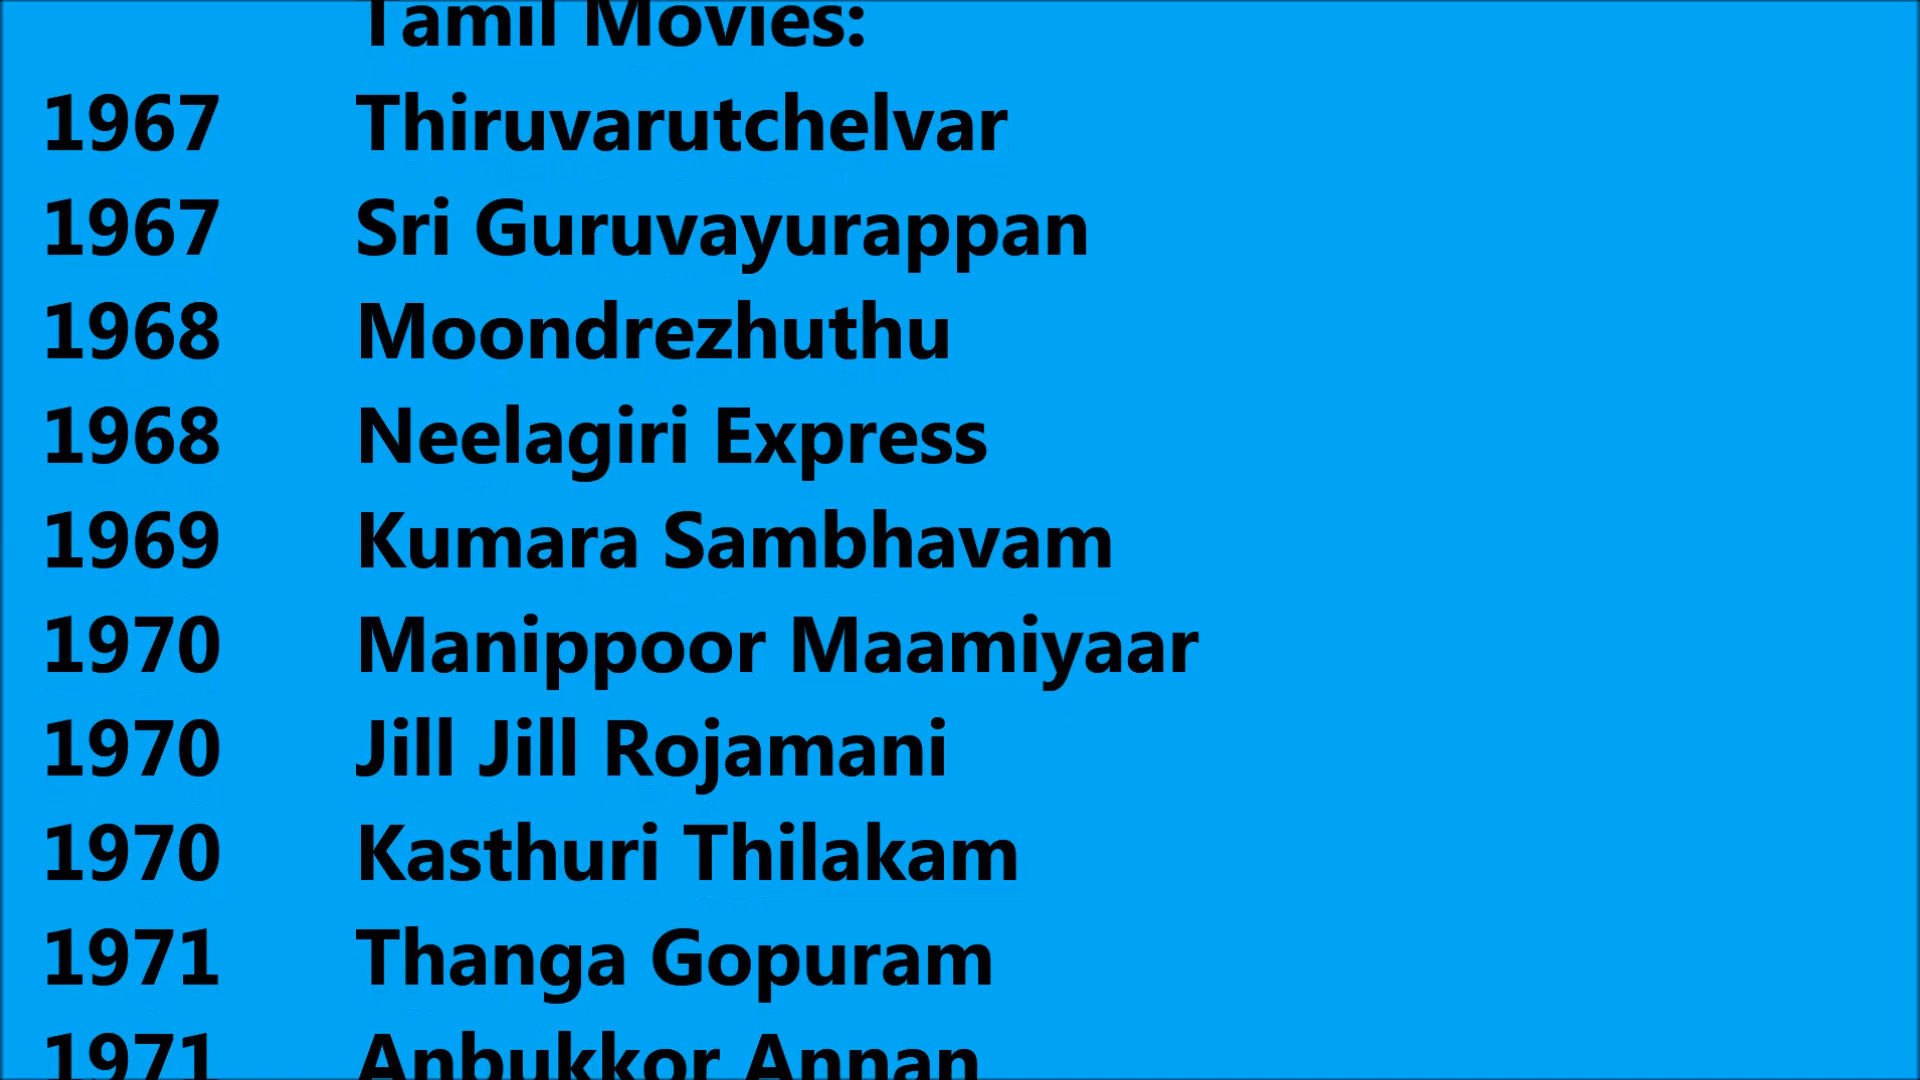 Tamil Movies:
1967 Thiruvarutchelvar
1967 Sri Guruvayurappan
1968 Moondrezhuthu
1968 Neelagiri Express
1969 Kumara Sambhavam
1970 Manippoor Maamiyaar
1970 Jill Jill Rojamani
1970 Kasthuri Thilakam
1971 Thanga Gopuram
1971 Anbukkor Annan